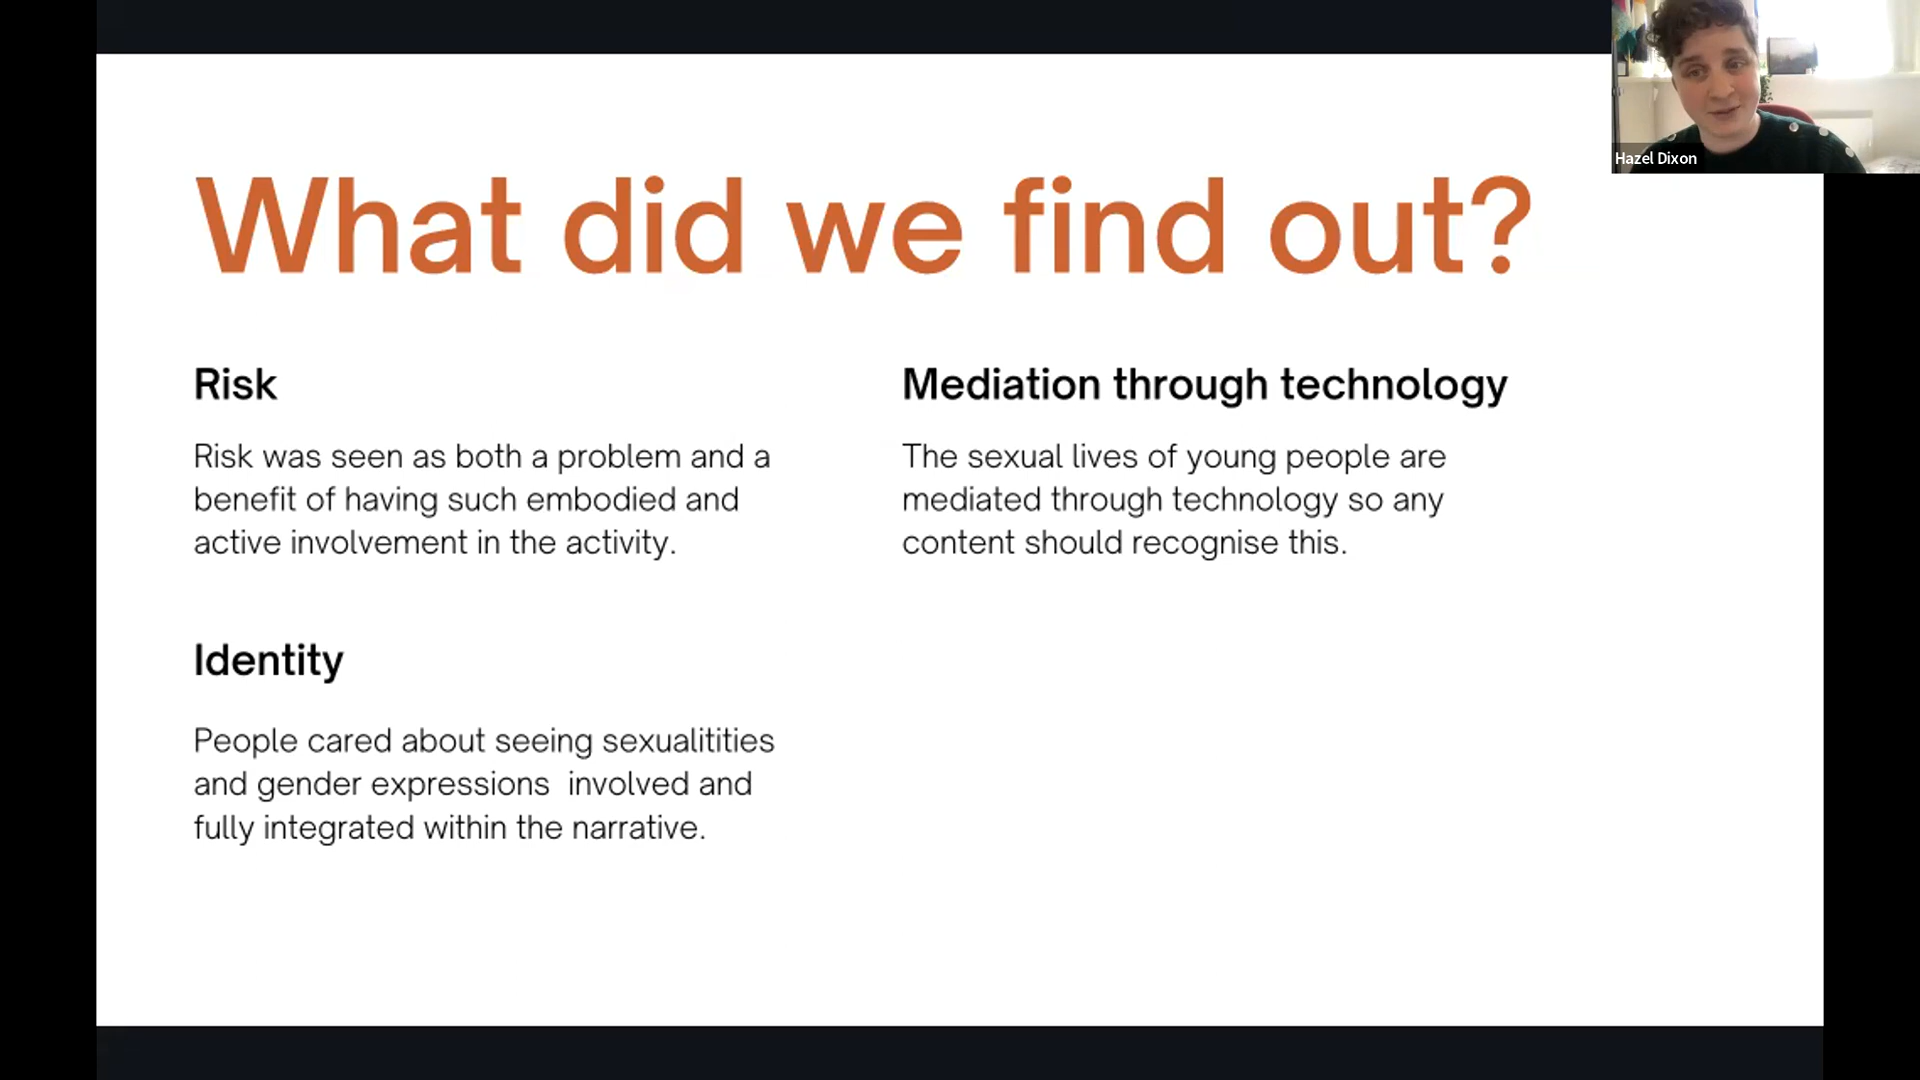 Hazel Dixon
What did we find out?
Risk
Risk was seen as both a problem and a
benefit of having such embodied and
active involvement in the activity.
Mediation through technology
The sexual lives of young people are
mediated through technology so any
content should recognise this.
Identity
People cared about seeing sexualitities
and gender expressions  involved and
fully integrated within the narrative.